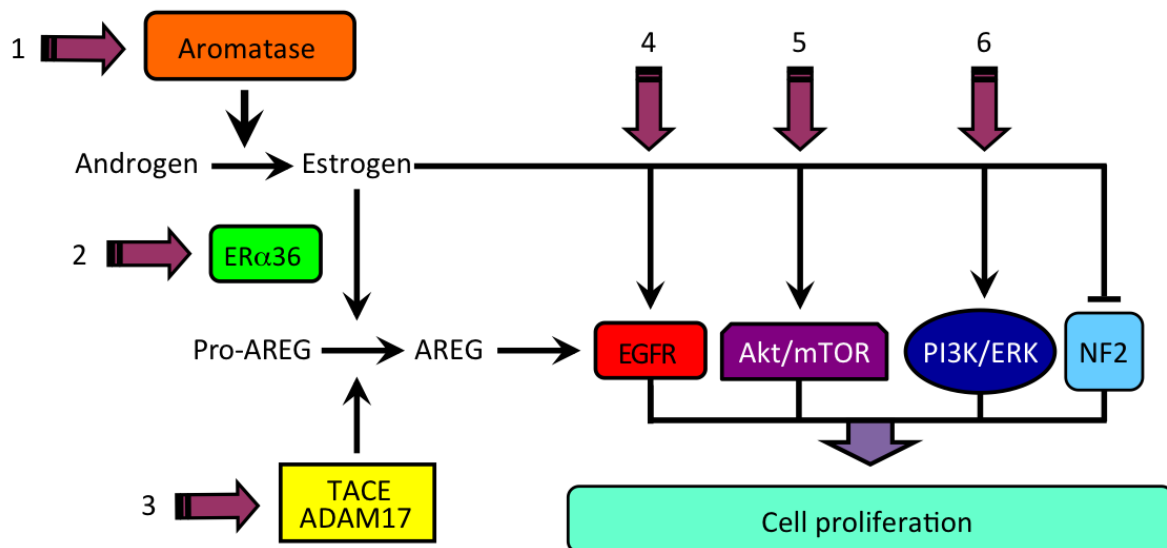 1
Aromatase
4
5
6
Androgen
Estrogen
2
ERα36
Pro-AREG
AREG
EGFR
Akt/mTOR
PI3K/ERK
NF2
3
TACE
ADAM17
Cell proliferation